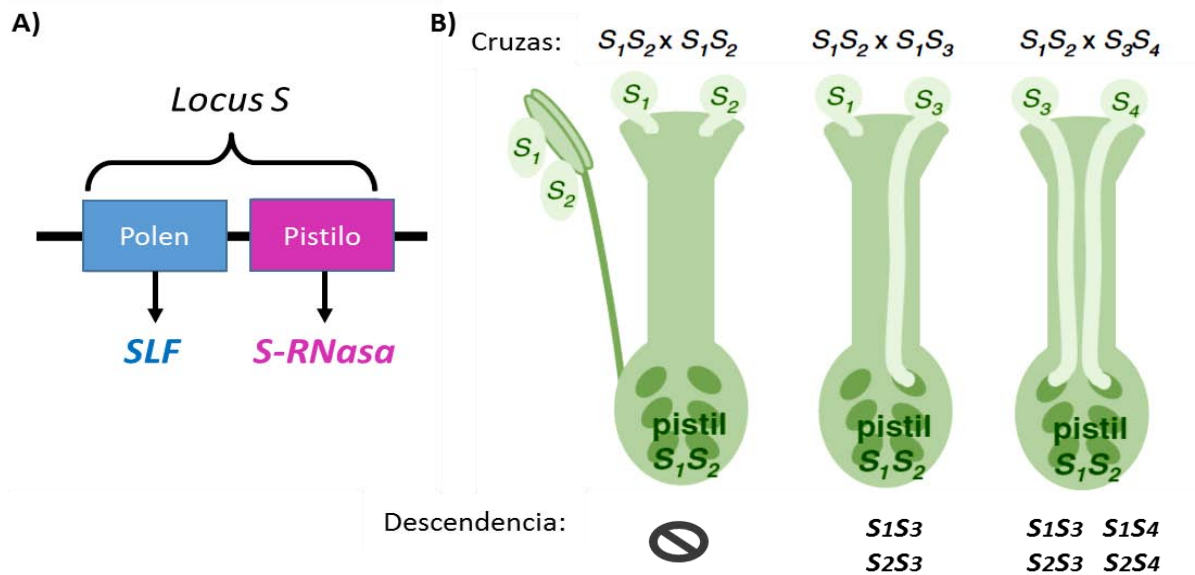 A)
Locus S
Polen
Pistilo
SLF
S-RNasa
B)
Cruzas:
S1S2 x S1S2
S1S2 x S1S3
S1S2 x S3S4
S1
S2
S1
S2
pistil
S1S2
S1
S3
pistil
S1S2
S3
S4
pistil
S1S2
Descendencia:
S1S3
S2S3
S1S3 S1S4
S2S3 S2S4